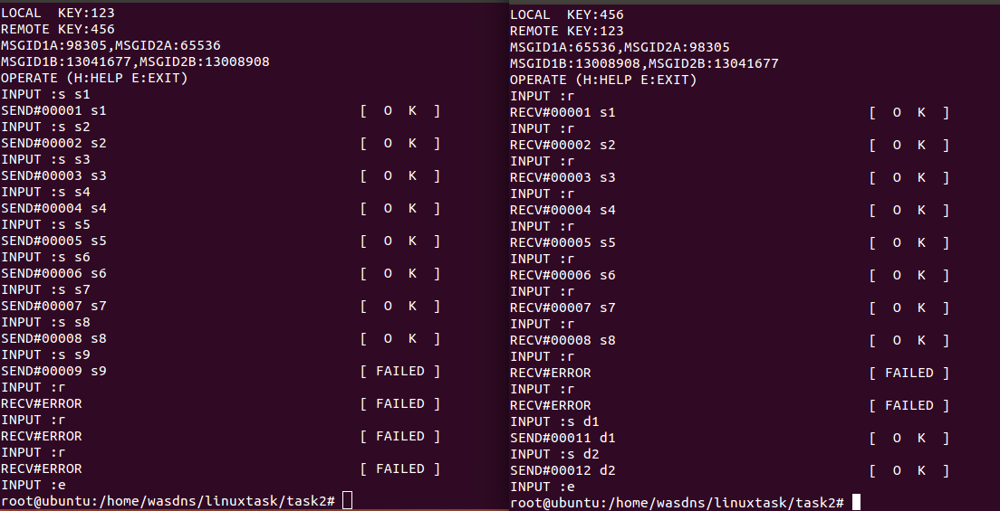 LOCAL  KEY:123
REMOTE KEY:456
MSGID1A:98305,MSGID2A:65536
MSGID1B:13041677,MSGID2B:13008908
OPERATE (H:HELP E:EXIT)
INPUT :s s1
SEND#00001 s1 [  O  K  ]
INPUT :s s2
SEND#00002 s2 [  O  K  ]
INPUT :s s3
SEND#00003 s3 [  O  K  ]
INPUT :s s4
SEND#00004 s4 [  O  K  ]
INPUT :s s5
SEND#00005 s5 [  O  K  ]
INPUT :s s6
SEND#00006 s6 [  O  K  ]
INPUT :s s7
SEND#00007 s7 [  O  K  ]
INPUT :s s8
SEND#00008 s8 [  O  K  ]
INPUT :s s9
SEND#00009 s9 [ FAILED ]
INPUT :r
RECV#ERROR [ FAILED ]
INPUT :r
RECV#ERROR [ FAILED ]
INPUT :r
RECV#ERROR [ FAILED ]
INPUT :e
root@ubuntu:/home/wasdns/linuxtask/task2#
LOCAL  KEY:456
REMOTE KEY:123
MSGID1A:65536,MSGID2A:98305
MSGID1B:13008908,MSGID2B:13041677
OPERATE (H:HELP E:EXIT)
INPUT :r
RECV#00001 s1 [  O  K  ]
INPUT :r
RECV#00002 s2 [  O  K  ]
INPUT :r
RECV#00003 s3 [  O  K  ]
INPUT :r
RECV#00004 s4 [  O  K  ]
INPUT :r
RECV#00005 s5 [  O  K  ]
INPUT :r
RECV#00006 s6 [  O  K  ]
INPUT :r
RECV#00007 s7 [  O  K  ]
INPUT :r
RECV#00008 s8 [  O  K  ]
INPUT :r
RECV#ERROR [ FAILED ]
INPUT :r
RECV#ERROR [ FAILED ]
INPUT :s d1
SEND#00011 d1 [  O  K  ]
INPUT :s d2
SEND#00012 d2 [  O  K  ]
INPUT :e
root@ubuntu:/home/wasdns/linuxtask/task2#